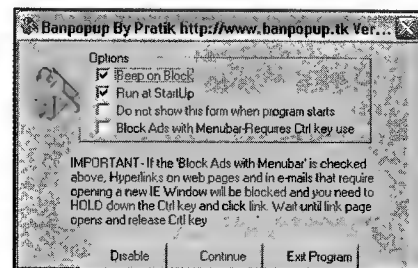 Banpopup By Pratik http://www.banpopup.tk Ver...
Options
Beep on Block
Run at StartUp
Do not show this form when program starts
Block Ads with Menubar-Requires Ctrl key use
IMPORTANT - If the 'Block Ads with Menubar' is checked
above, Hyperlinks on web pages and in e-mails that require
opening a new IE Window will be blocked and you need to
HOLD down the Ctrl key and click link. Wait until link page
opens and release Crtl key
Disable
Continue
Exit Program